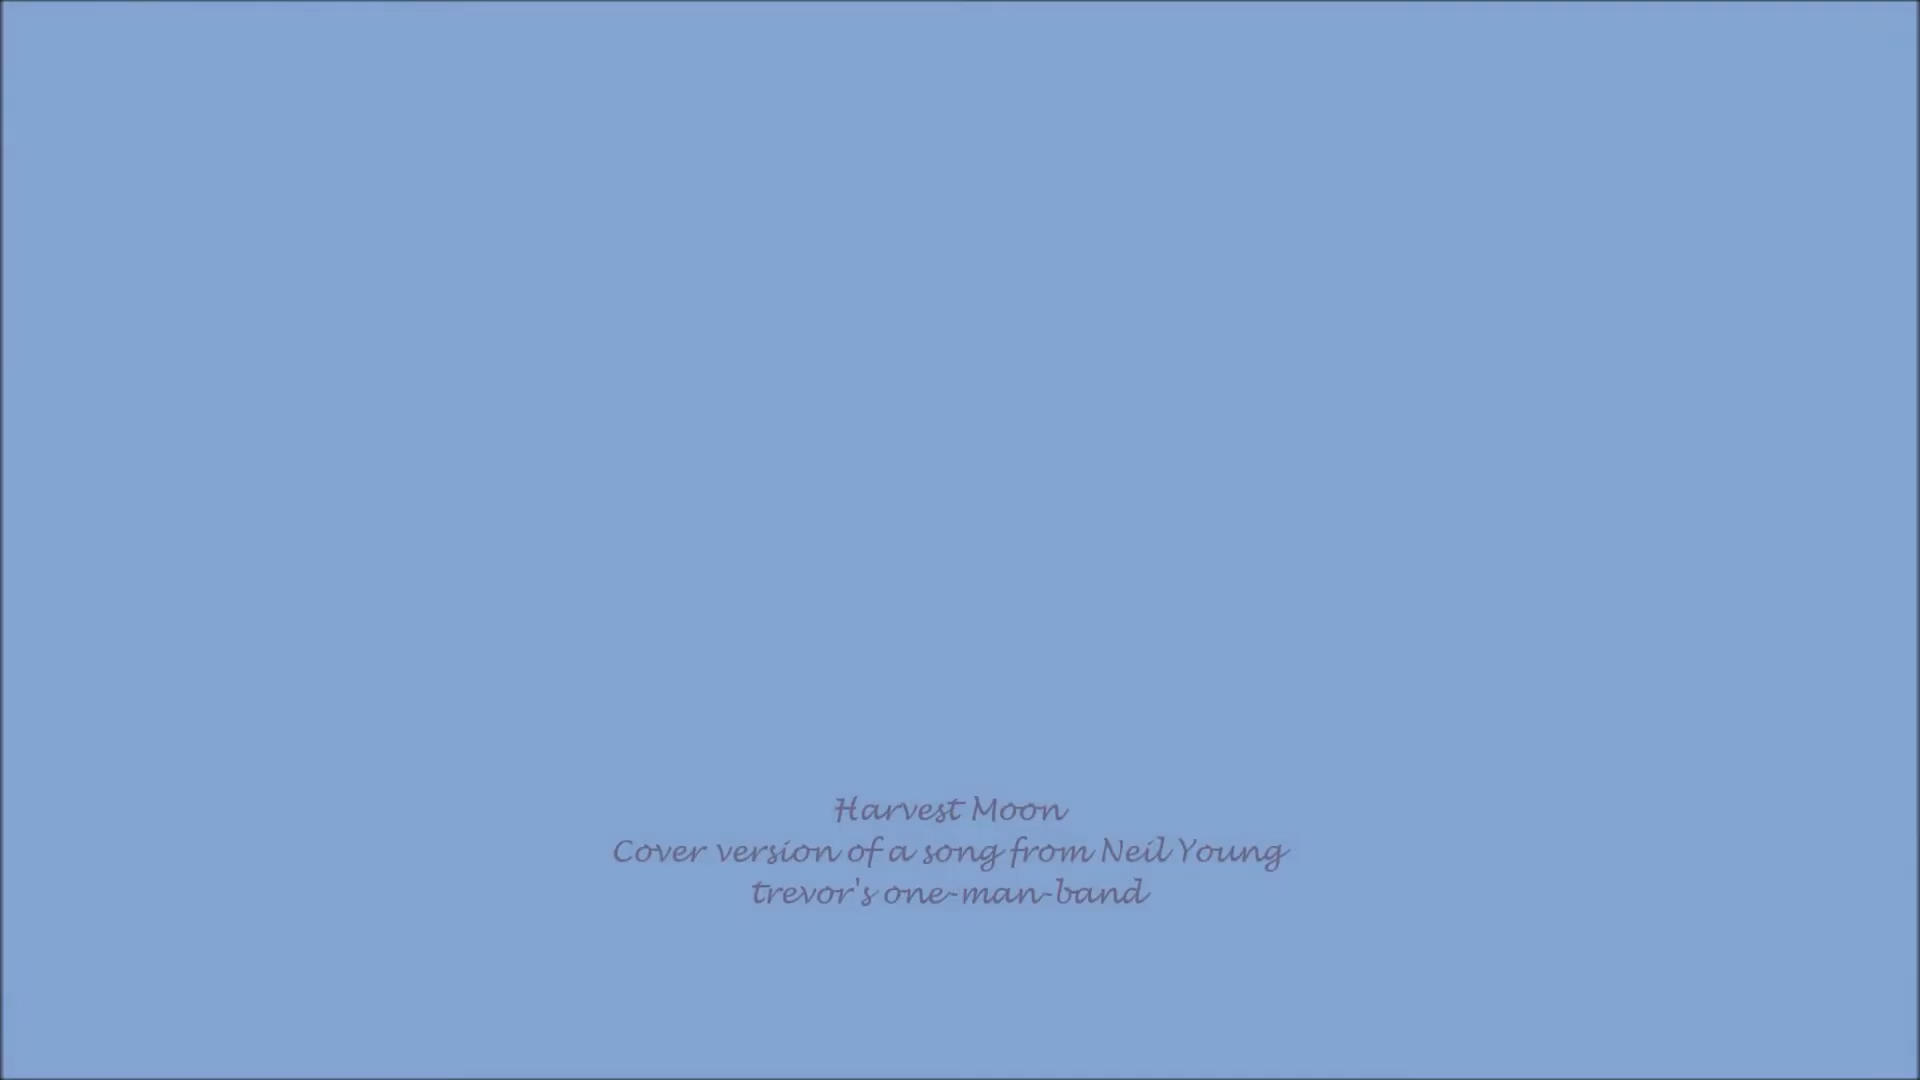 Harvest Moon
Cover version of a song from Neil Young
trevor's one-man-band